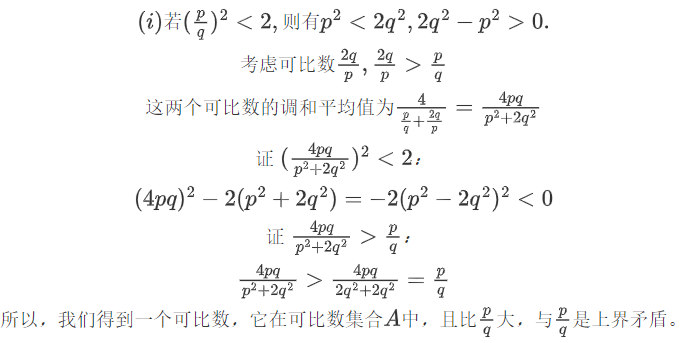 (i)若(\frac{p}{q})^2 < 2, 则有p^2 < 2q^2, 2q^2 − p^2 > 0.
考虑可比数\frac{2q}{p}, \frac{2q}{p} > \frac{p}{q}
这两个可比数的调和平均值为\frac{4}{\frac{p}{q}+\frac{2q}{p}} = \frac{4pq}{p^2+2q^2}
证 (\frac{4pq}{p^2+2q^2})^2 < 2：
(4pq)^2 − 2(p^2 + 2q^2) = −2(p^2 − 2q^2)^2 < 0
证 \frac{4pq}{p^2+2q^2} > \frac{p}{q}：
\frac{4pq}{p^2+2q^2} > \frac{4pq}{2q^2+2q^2} = \frac{p}{q}
所以，我们得到一个可比数，它在可比数集合A中，且比\frac{p}{q}大，与\frac{p}{q}是上界矛盾。